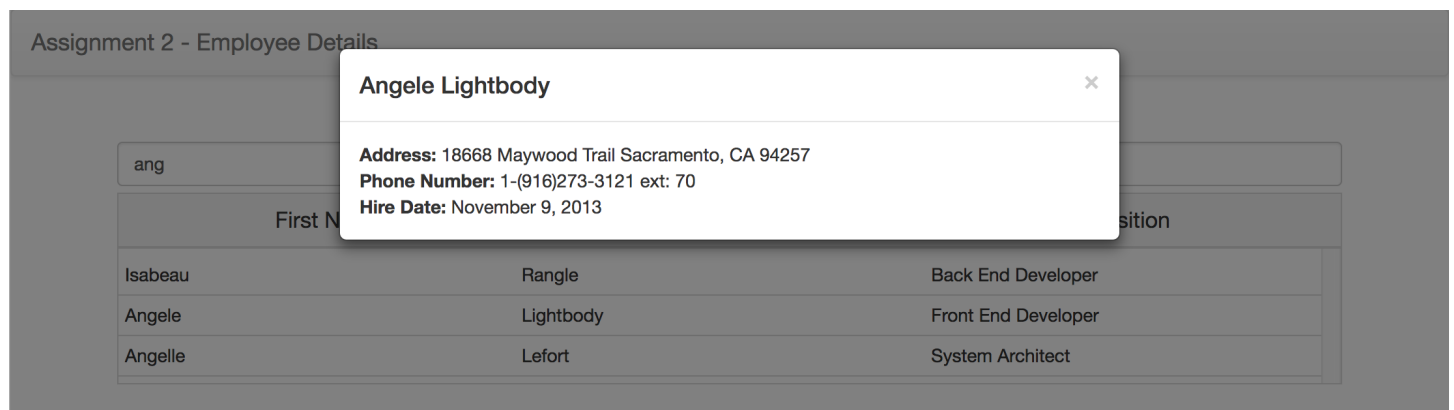 Assignment 2 - Employee Details
Angele Lightbody ×
Address: 18668 Maywood Trail Sacramento, CA 94257
Phone Number: 1-(916)273-3121 ext: 70
Hire Date: November 9, 2013
ang
First N sition
Isabeau Rangle Back End Developer
Angele Lightbody Front End Developer
Angelle Lefort System Architect